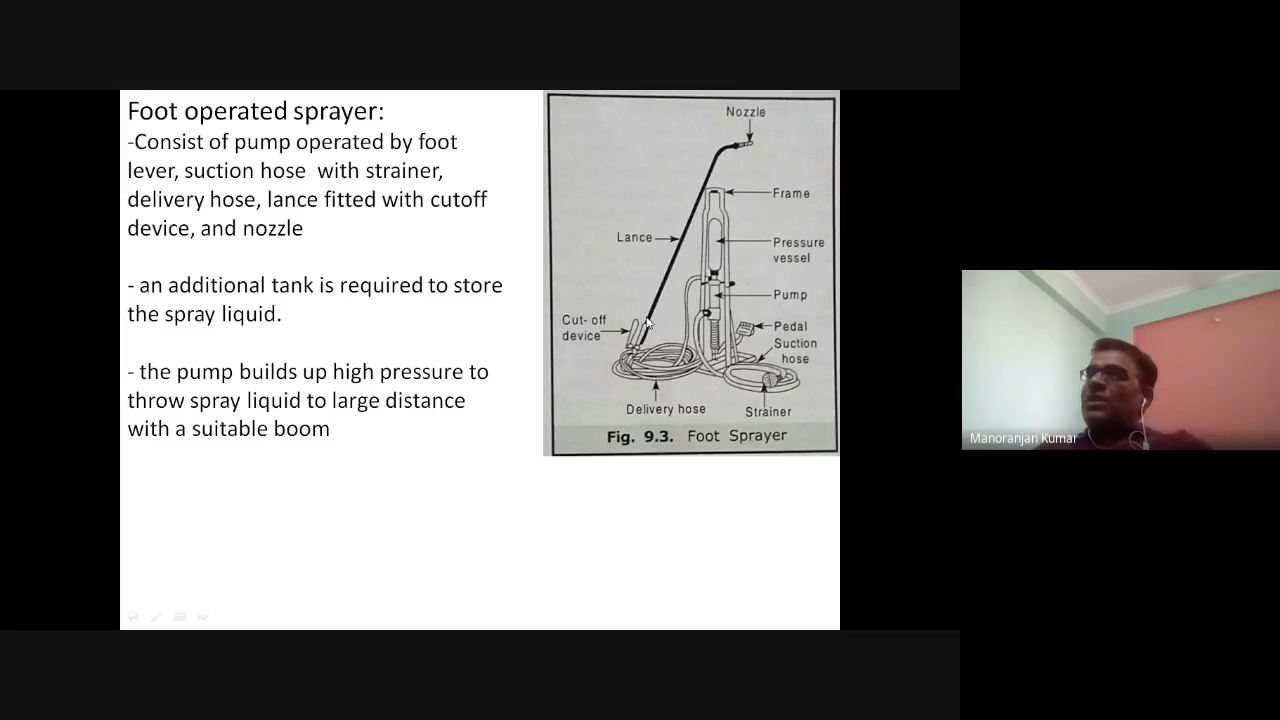 Foot operated sprayer:
-Consist of pump operated by foot
lever, suction hose  with strainer,
delivery hose, lance fitted with cutoff
device, and nozzle
- an additional tank is required to store
the spray liquid.
- the pump builds up high pressure to
throw spray liquid to large distance
with a suitable boom
Nozzle
Frame
Lance
Pressure
vessel
Pump
Cut- off
device
Pedal
Suction
hose
Delivery hose
Strainer
Fig. 9.3. Foot Sprayer
Manoranjan Kumar